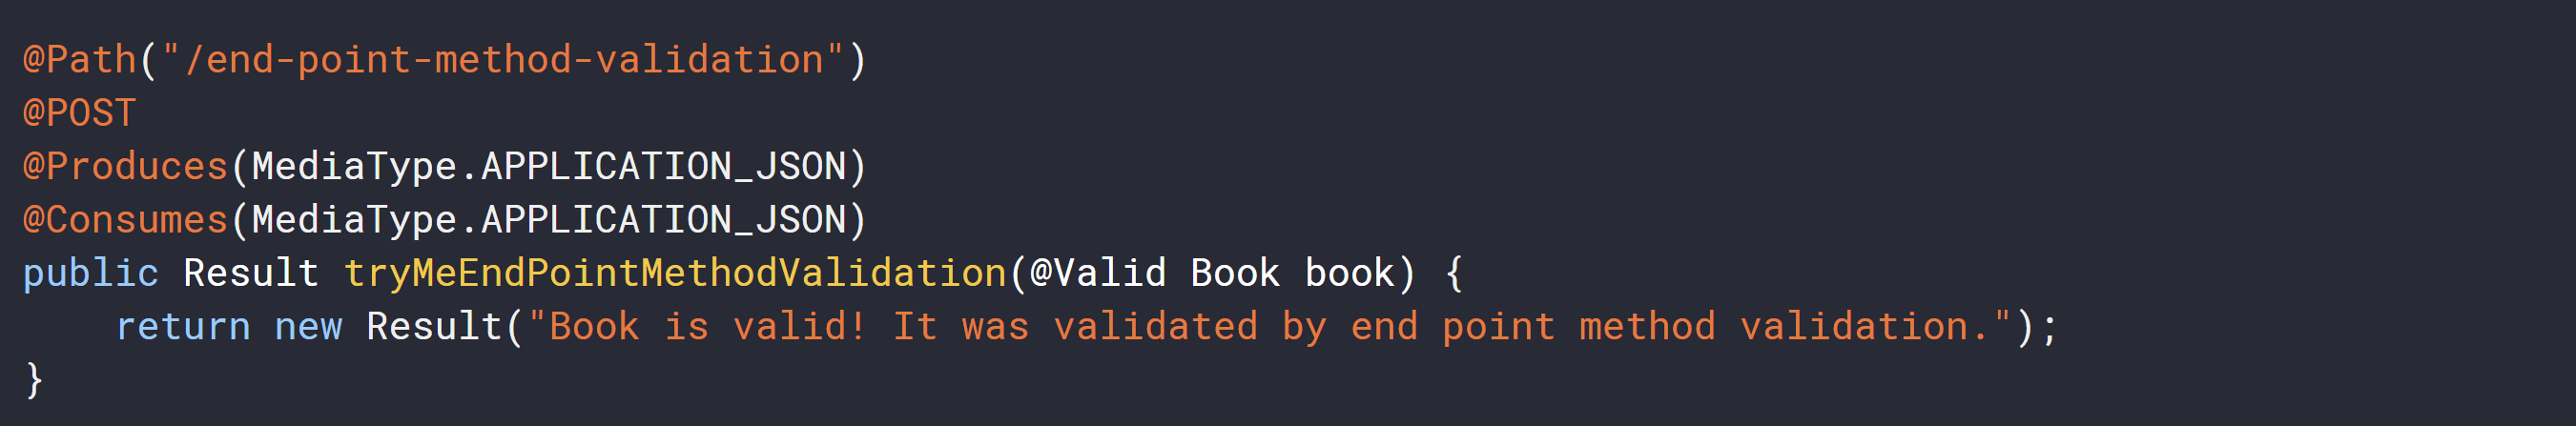 @Path("/end-point-method-validation")
@POST
@Produces(MediaType.APPLICATION_JSON)
@Consumes(MediaType.APPLICATION_JSON)
public Result tryMeEndPointMethodValidation(@Valid Book book) {
    return new Result("Book is valid! It was validated by end point method validation.");
}